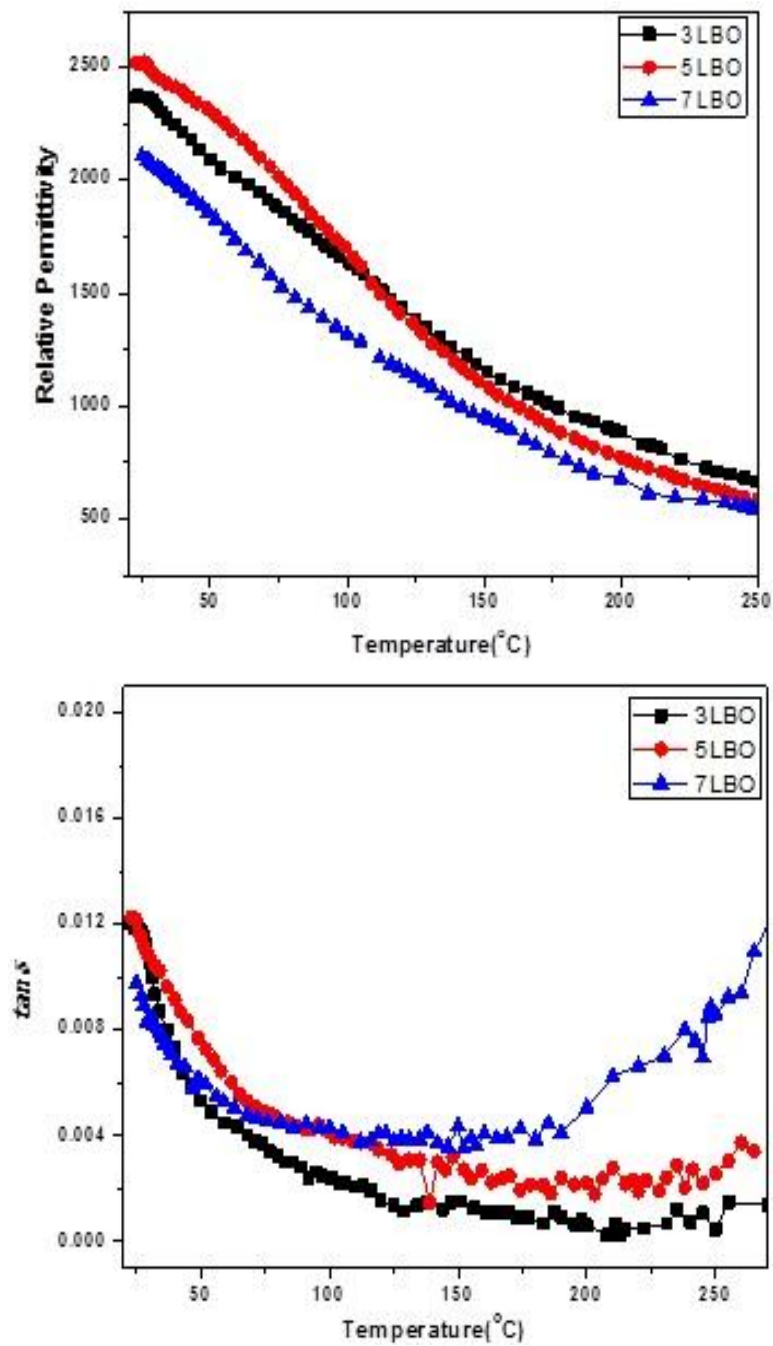 3LBO
5LBO
7LBO
2500
2000
1500
1000
500
Relative Permittivity
50 100 150 200 250
Temperature(°C)
3LBO
5LBO
7LBO
0.020
0.016
0.012
0.008
0.004
0.000
tan δ
50 100 150 200 250
Temperature(°C)